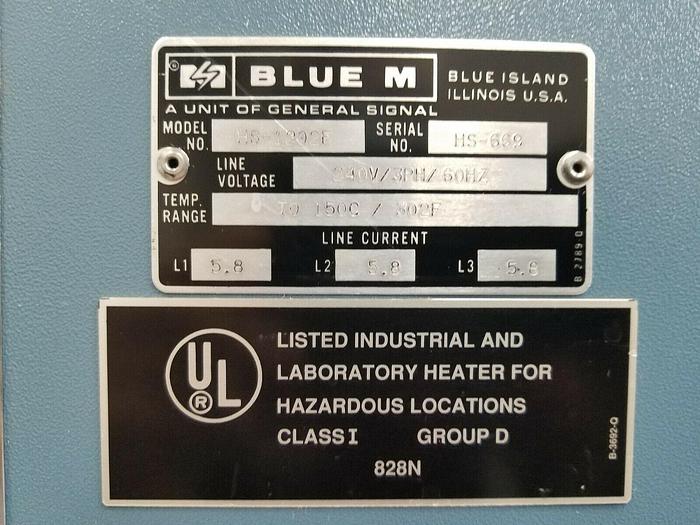 ® BLUE M
BLUE ISLAND
ILLINOIS U.S.A.
A UNIT OF GENERAL SIGNAL
MODEL NO.
SERIAL NO. HS-669
LINE VOLTAGE 240V/3PH/60HZ
TEMP. RANGE TO 150C / 302F
LINE CURRENT
L1 5.8 L2 5.8 L3 5.8
B 2789 Q
UL ®
LISTED INDUSTRIAL AND
LABORATORY HEATER FOR
HAZARDOUS LOCATIONS
CLASS I GROUP D
828N
B-3692-Q